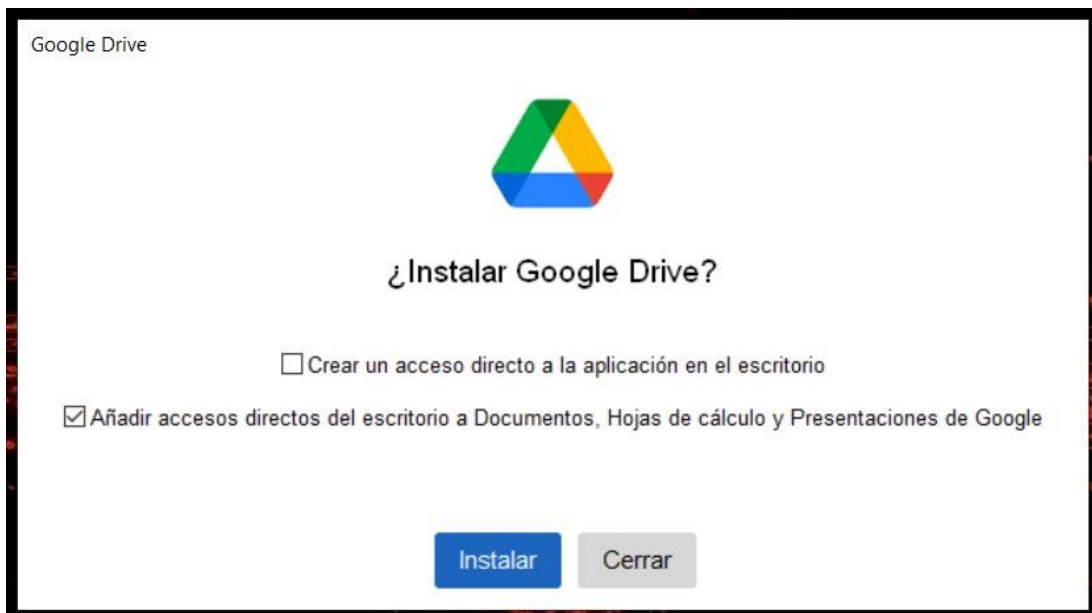 Google Drive
¿Instalar Google Drive?
Crear un acceso directo a la aplicación en el escritorio
Añadir accesos directos del escritorio a Documentos, Hojas de cálculo y Presentaciones de Google
Instalar
Cerrar